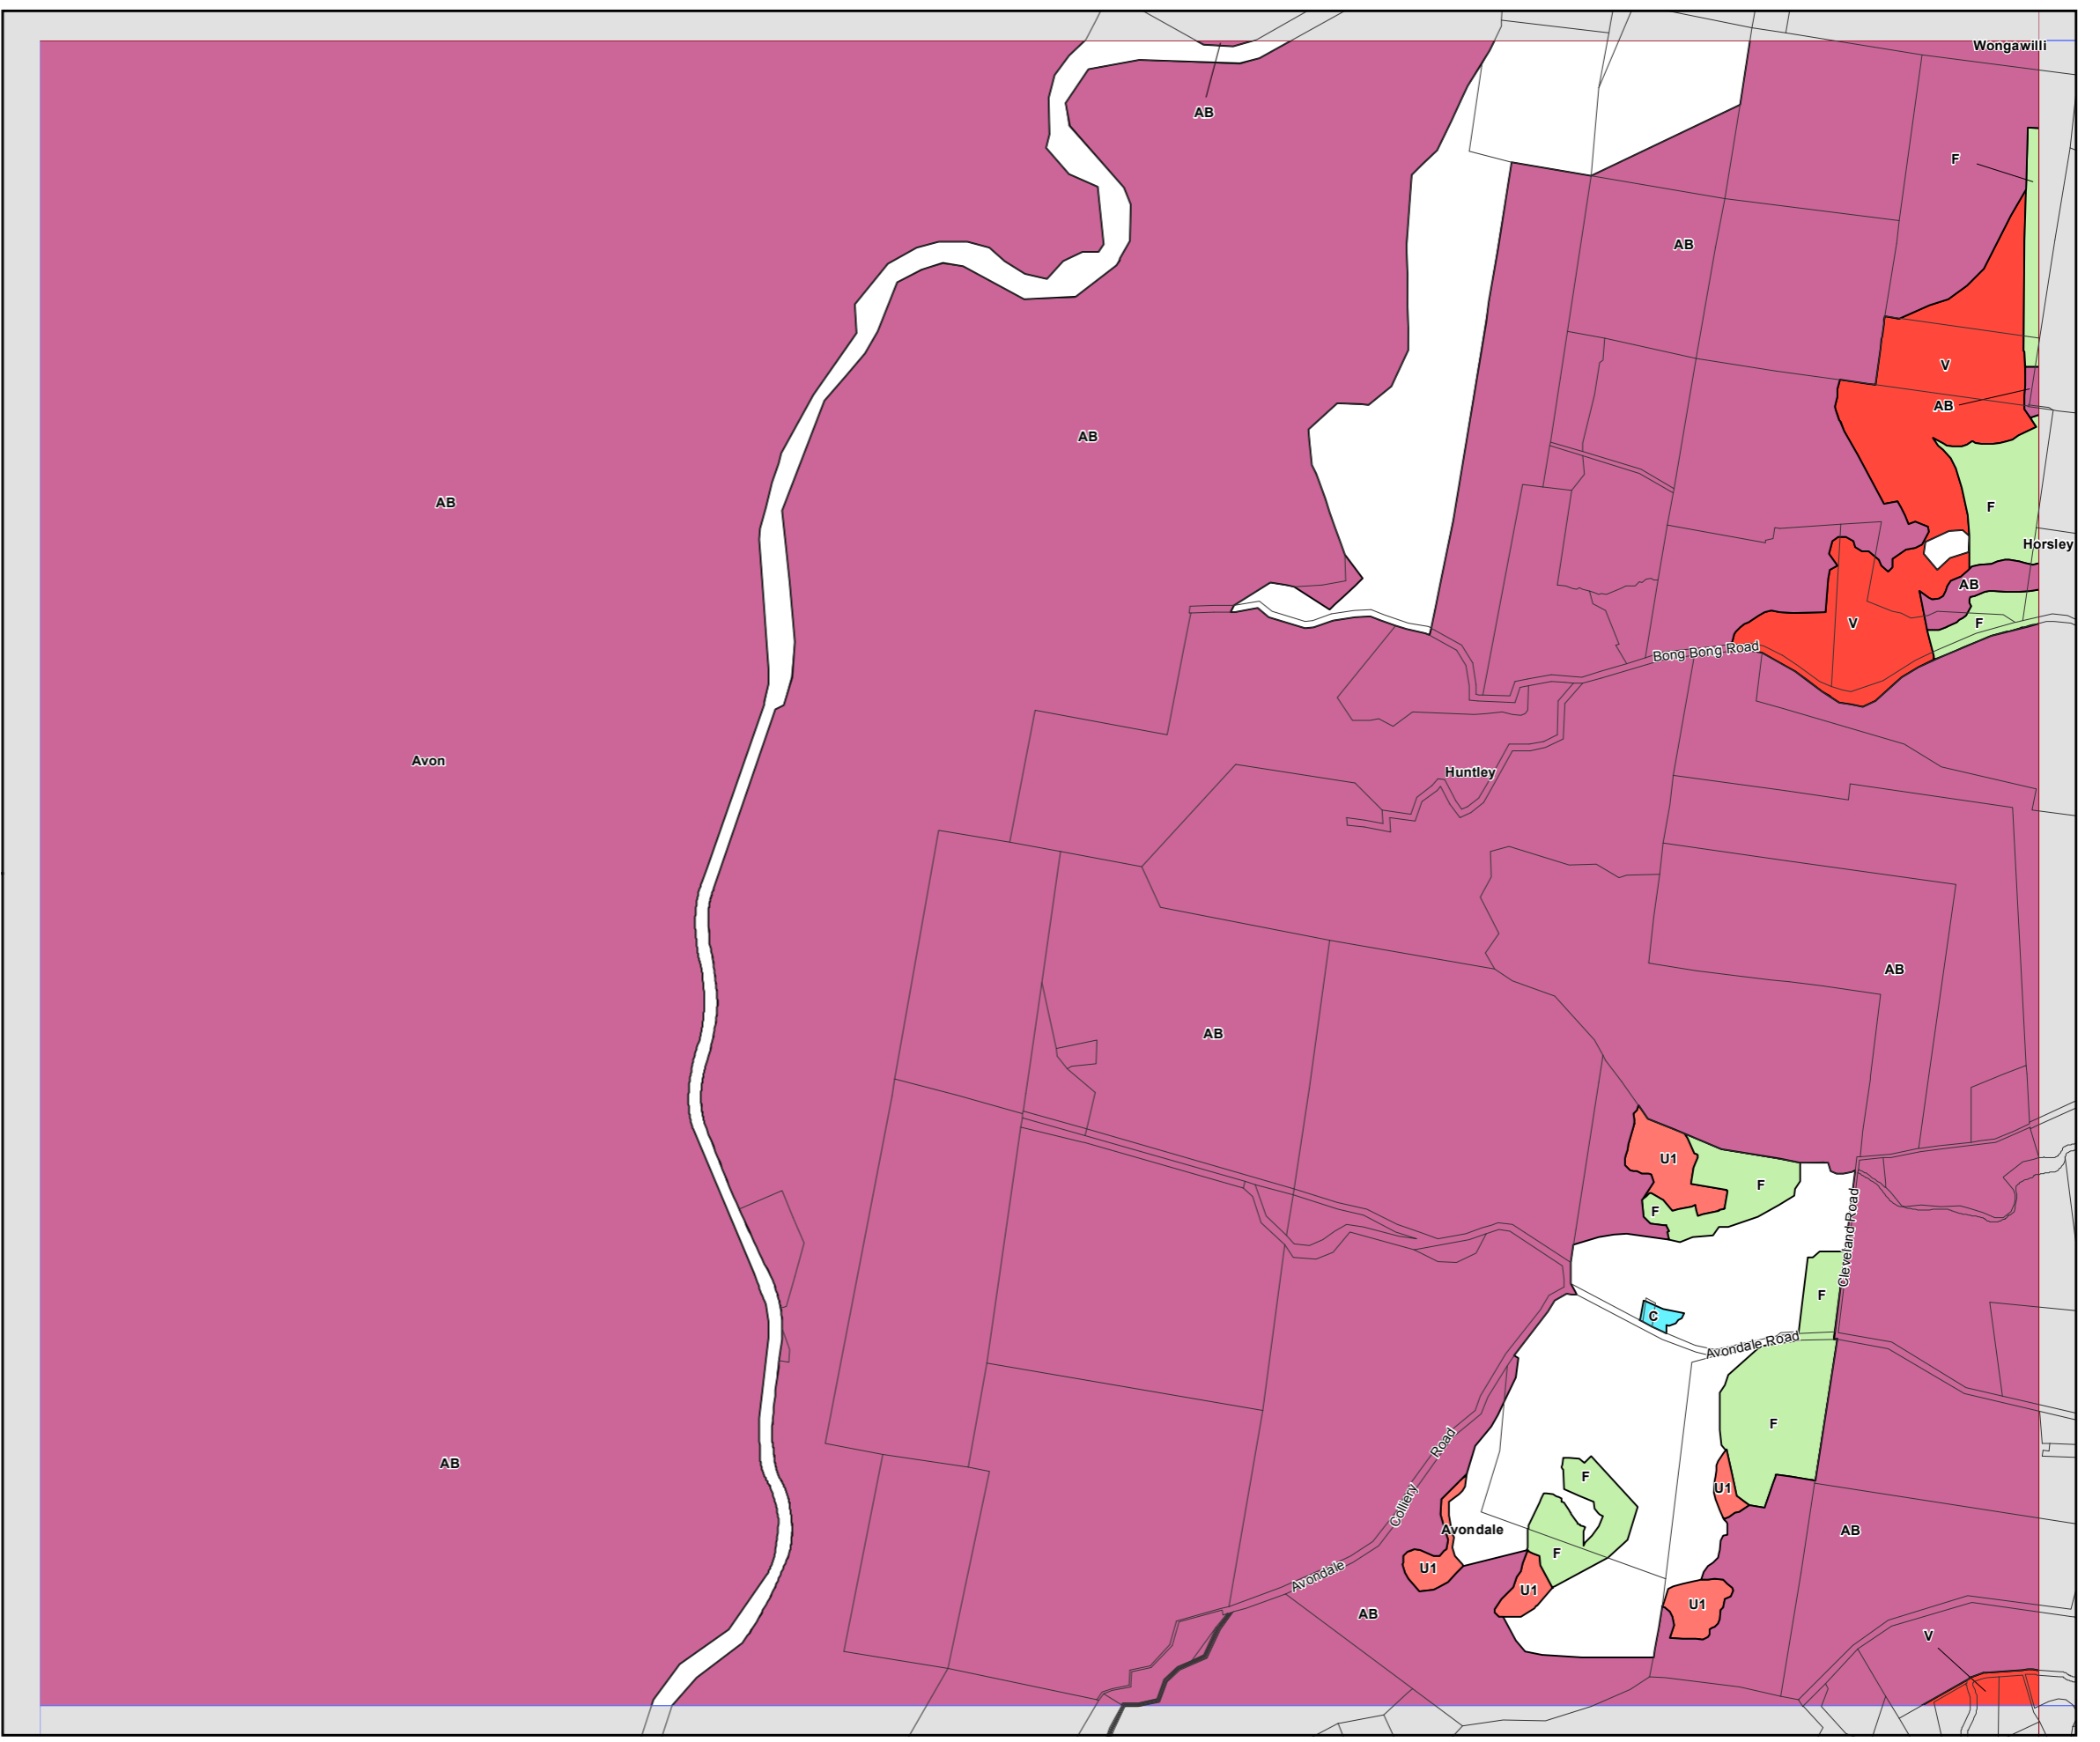 Wongawilli
AB
F
AB
V
AB
AB
AB
F
Horsley
AB
V
F
Bong Bong Road
Avon
Huntley
AB
AB
U1
F
F
Cleveland Road
F
C
Avondale Road
F
AB
Road
F
U1
Colliery
Avondale
AB
F
U1
Avondale
U1
U1
AB
V